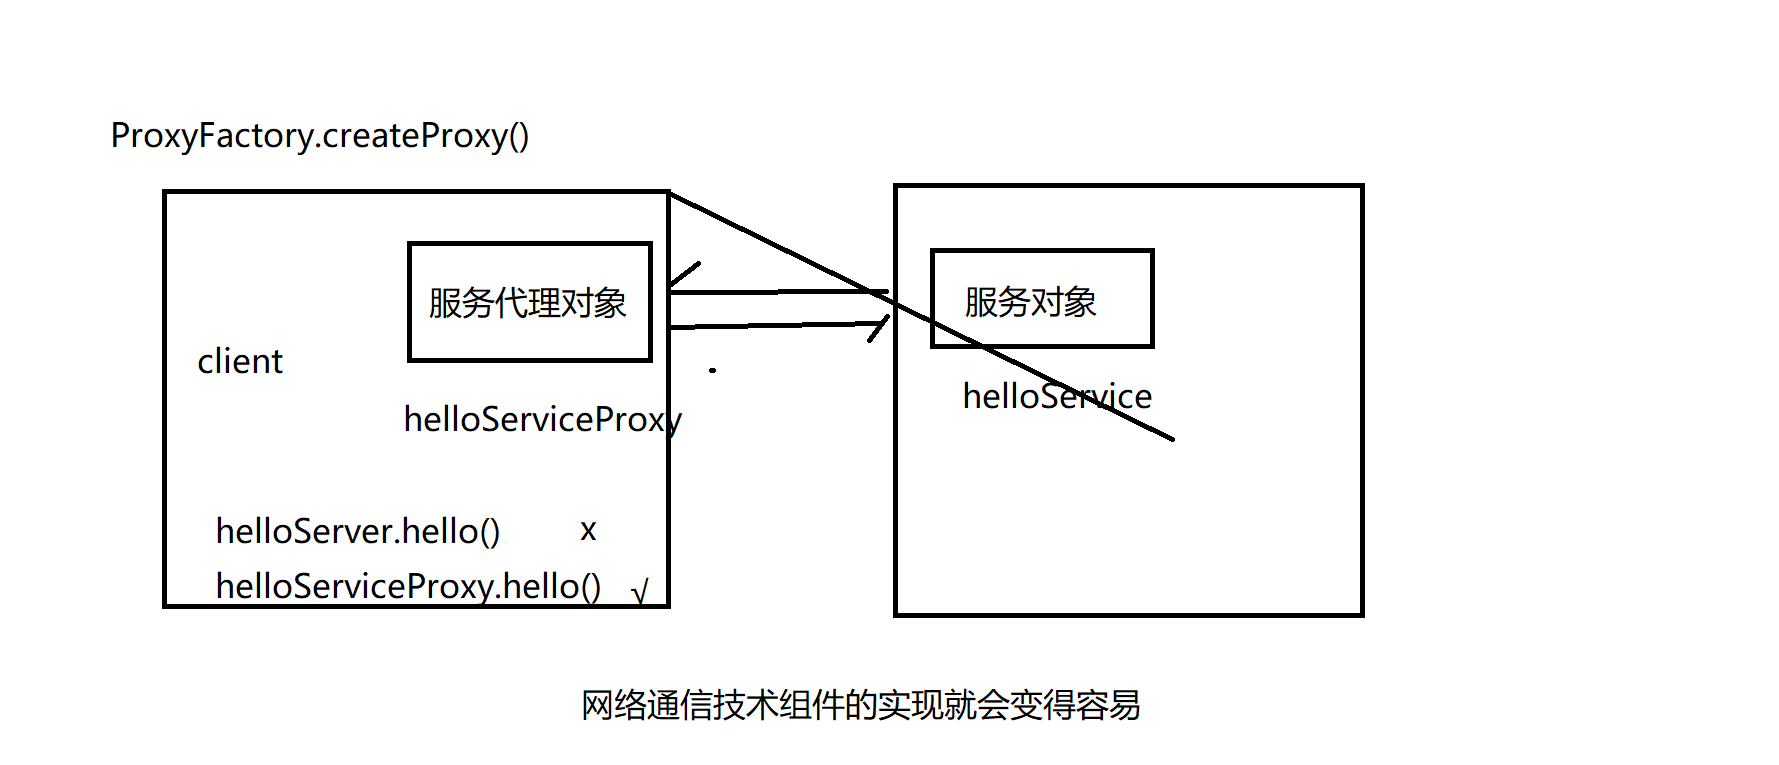 ProxyFactory.createProxy()
服务代理对象
client
helloServiceProxy
helloServer.hello() x
helloServiceProxy.hello() √
服务对象
helloService
网络通信技术组件的实现就会变得容易